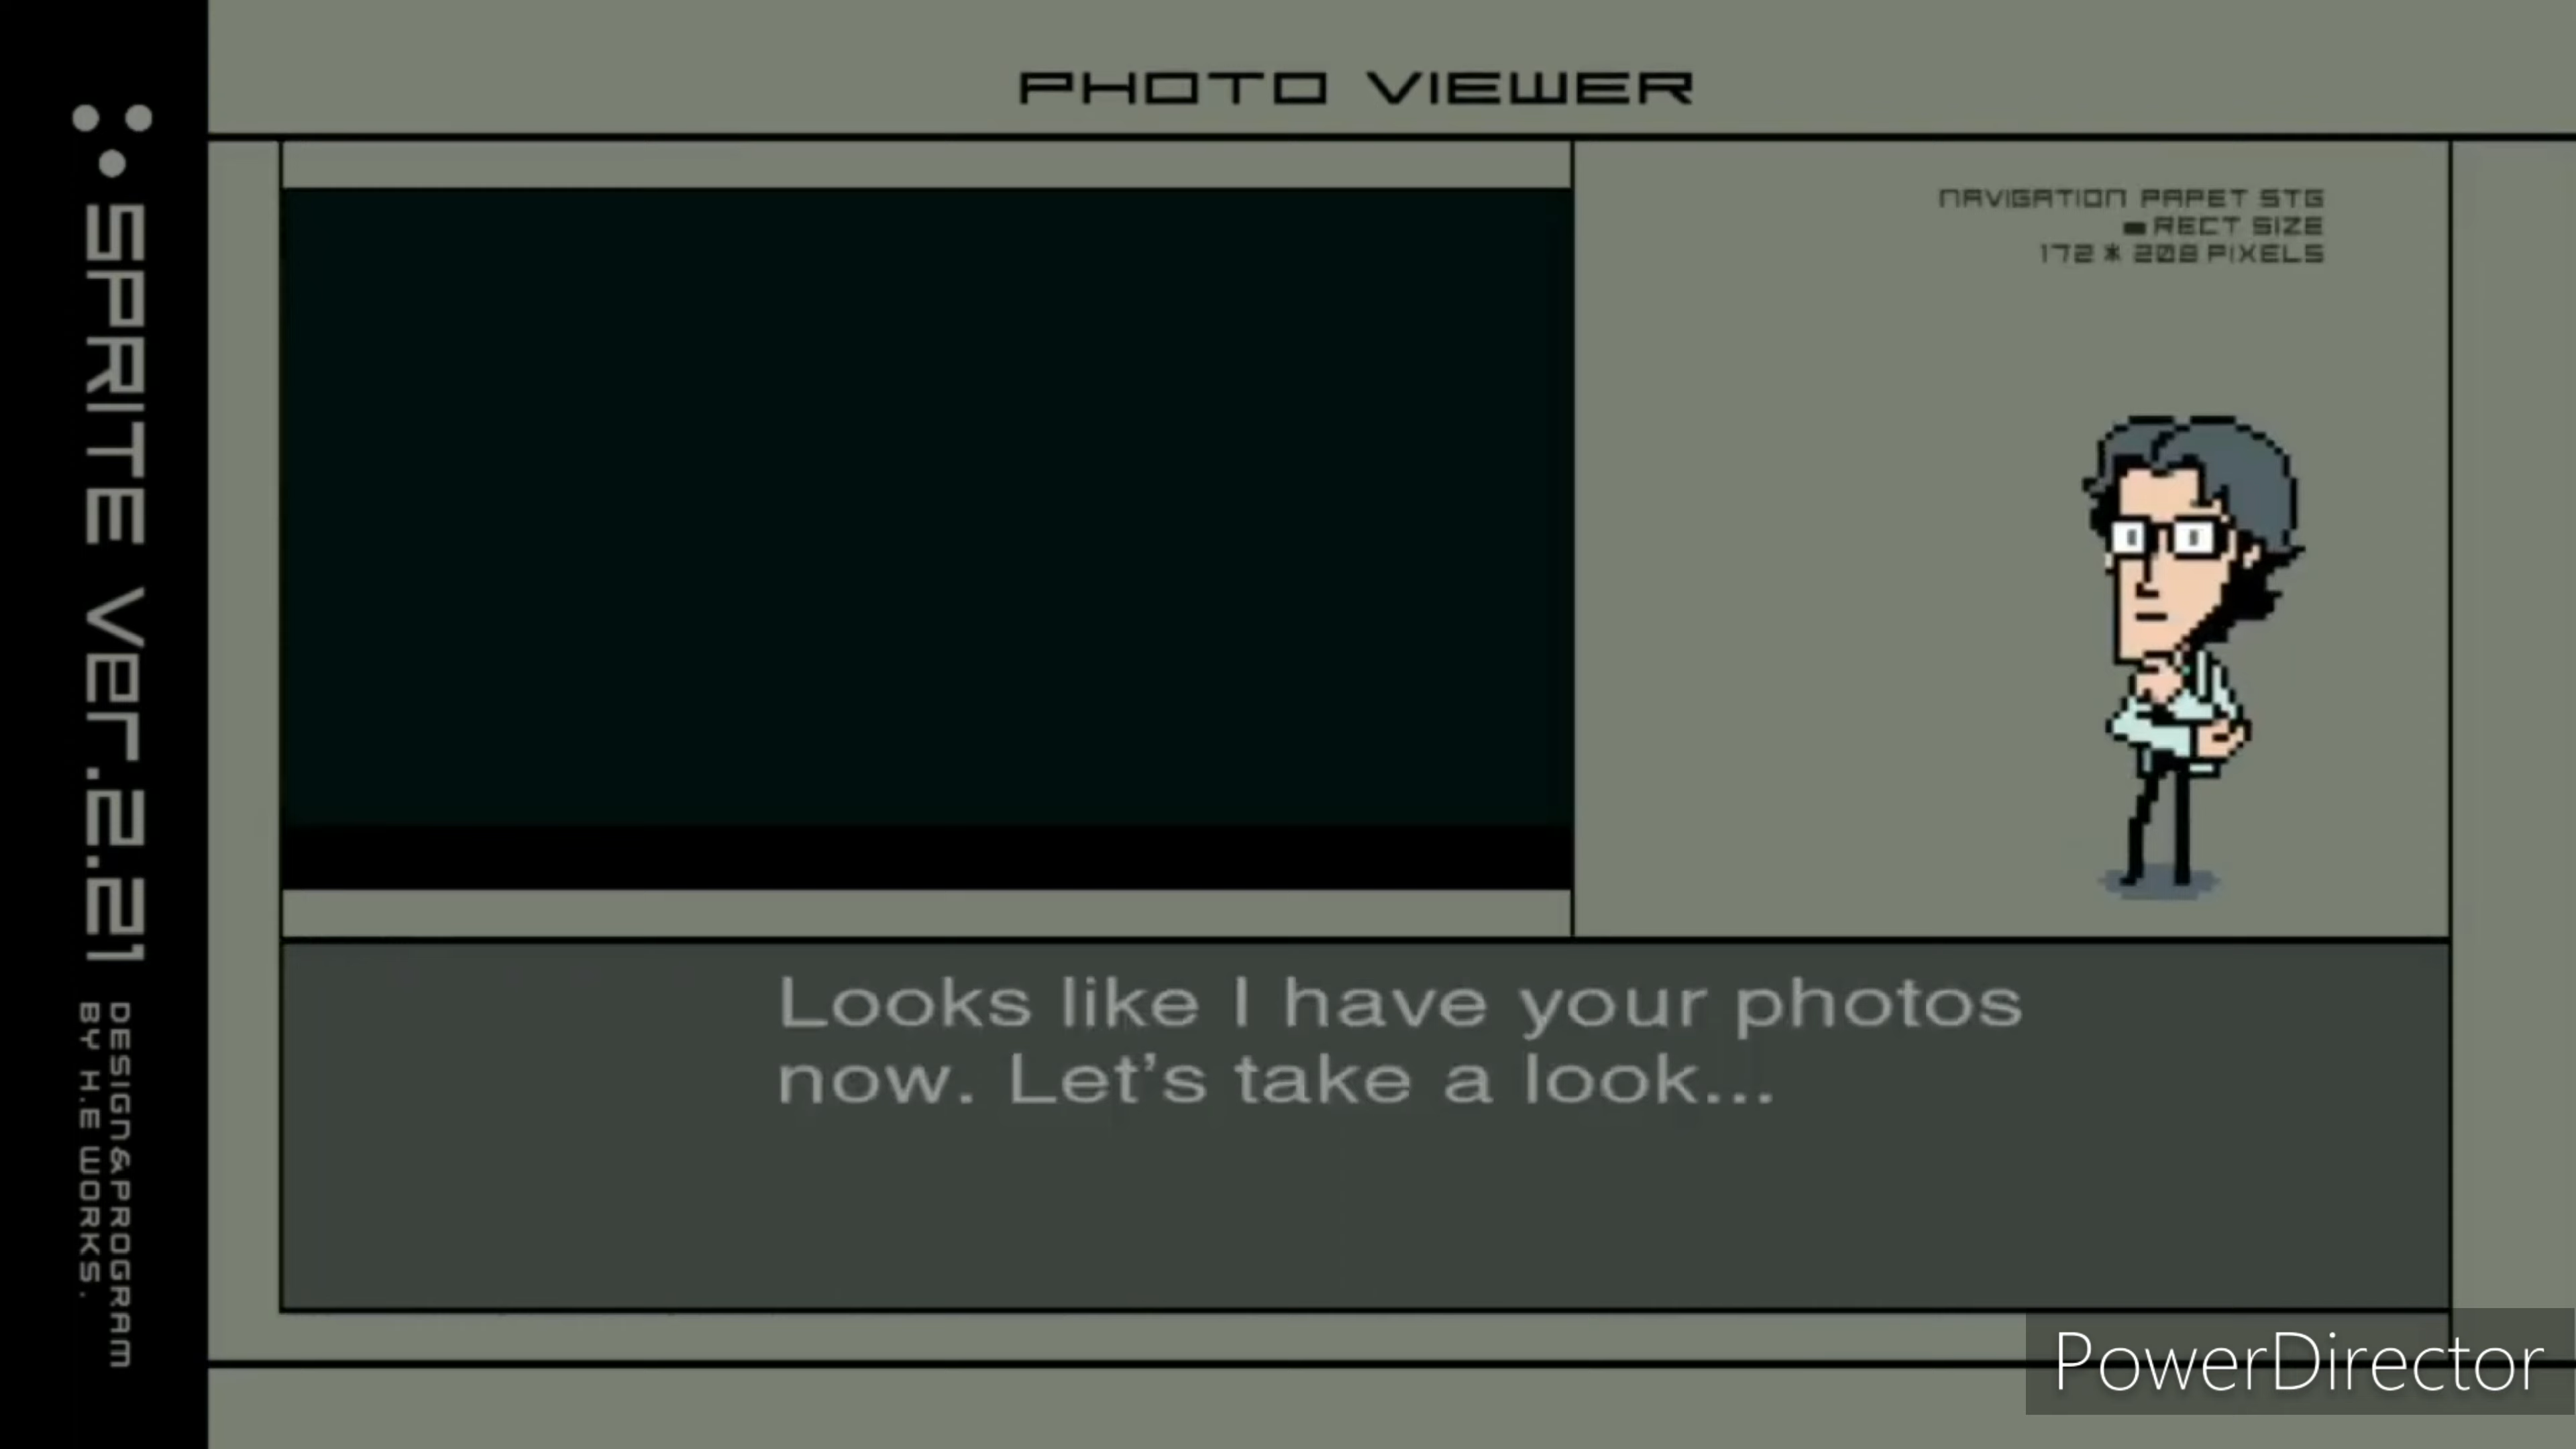 PHOTO VIEWER
SPRITE Ver.2.21
DESIGN&PROGRAM
BY H.E WORKS.
NAVIGATION PAPET STG
RECT SIZE
172 * 208 PIXELS
Looks like I have your photos
now. Let's take a look...
PowerDirector